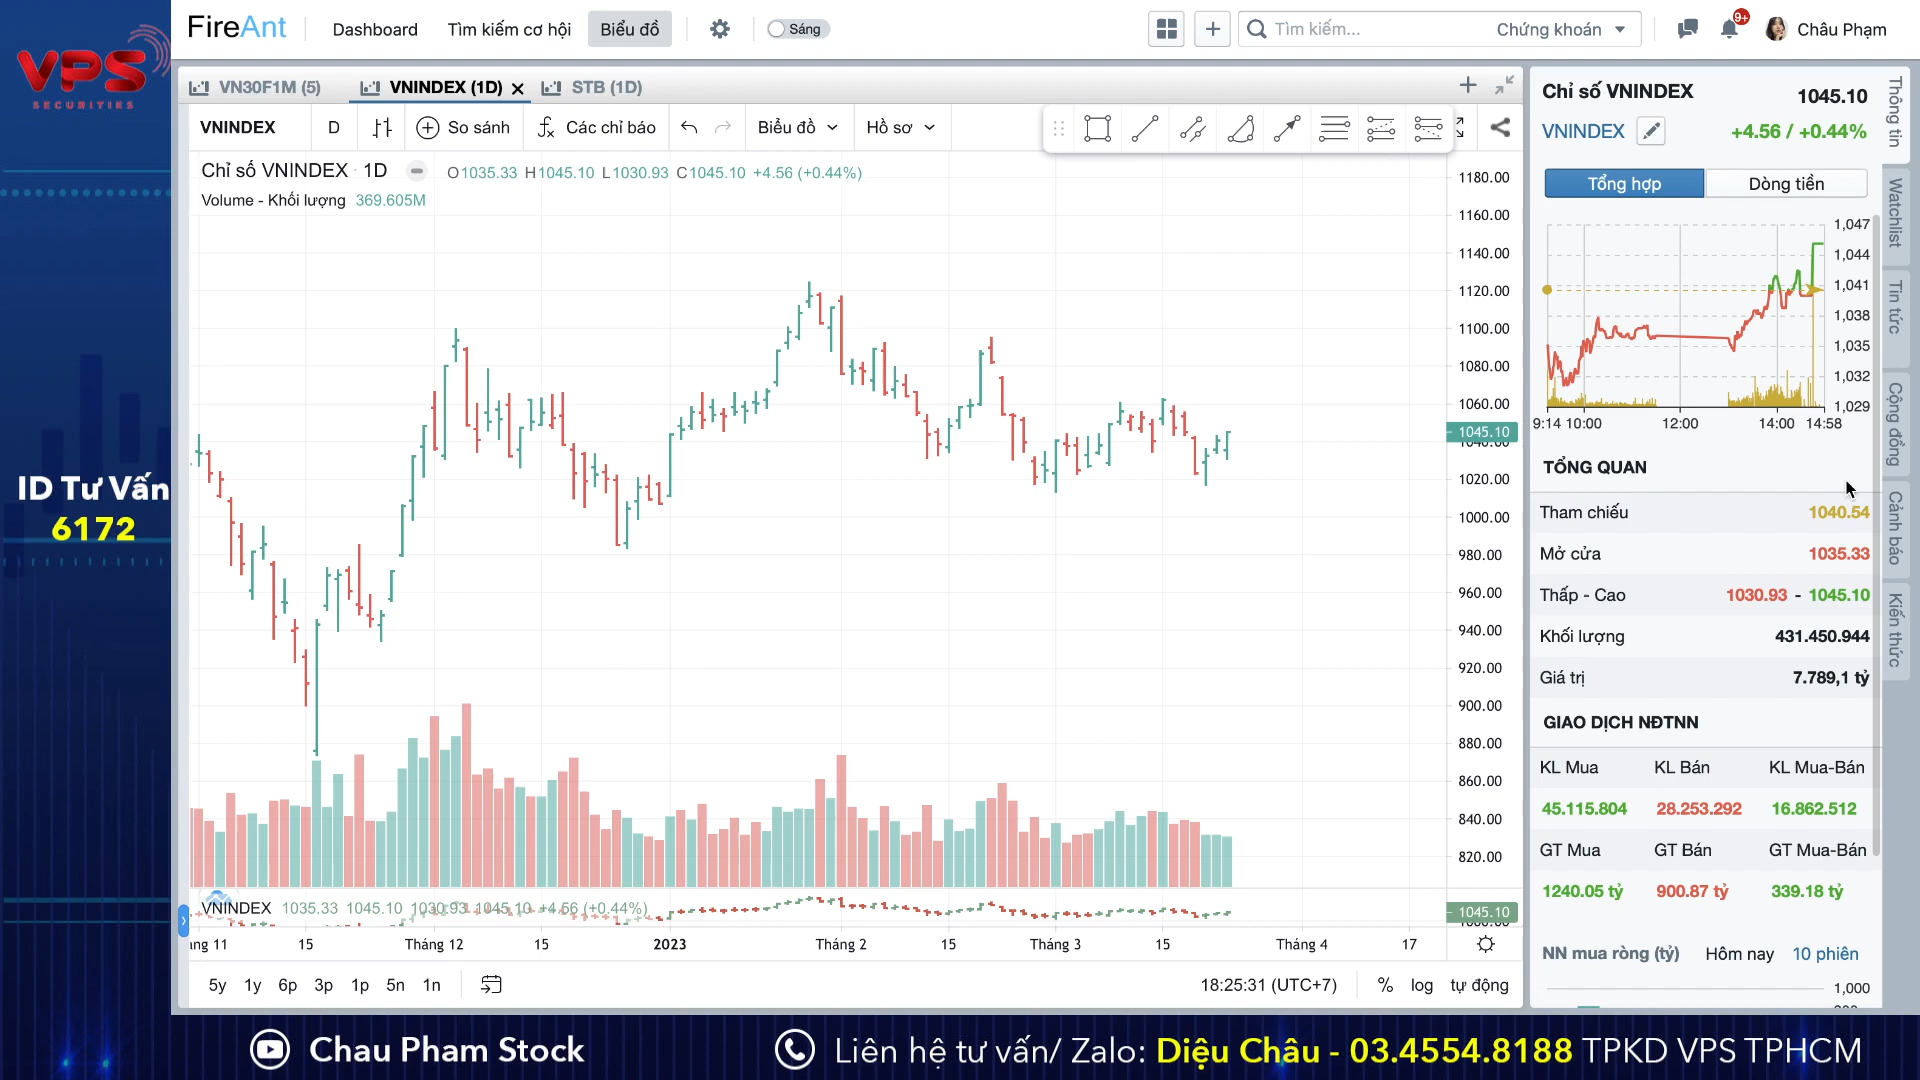 VPS
SECURITIES
ID Tư Vấn
6172
FireAnt
Dashboard
Tìm kiếm cơ hội
Biểu đồ
Sáng
Tìm kiếm...
Chứng khoán
9+
Châu Phạm
VN30F1M (5)
VNINDEX (1D)
STB (1D)
VNINDEX
D
So sánh
Các chỉ báo
Biểu đồ
Hồ sơ
Chỉ số VNINDEX · 1D
O1035.33 H1045.10 L1030.93 C1045.10 +4.56 (+0.44%)
Volume - Khối lượng 369.605M
1180.00
1160.00
1140.00
1120.00
1100.00
1080.00
1060.00
1045.10
1040.00
1020.00
1000.00
980.00
960.00
940.00
920.00
900.00
880.00
860.00
840.00
820.00
VNINDEX 1035.33 1045.10 1030.93 1045.10 +4.56 (+0.44%)
1045.10
15
Tháng 12
15
2023
Tháng 2
15
Tháng 3
15
Tháng 4
17
5y 1y 6p 3p 1p 5n 1n
18:25:31 (UTC+7)
% log tự động
Chỉ số VNINDEX
1045.10
VNINDEX
+4.56 / +0.44%
Tổng hợp
Dòng tiền
1,047
1,044
1,041
1,038
1,035
1,032
1,029
9:14 10:00 12:00 14:00 14:58
TỔNG QUAN
Tham chiếu 1040.54
Mở cửa 1035.33
Thấp - Cao 1030.93 - 1045.10
Khối lượng 431.450.944
Giá trị 7.789,1 tỷ
GIAO DỊCH NĐTNN
KL Mua KL Bán KL Mua-Bán
45.115.804 28.253.292 16.862.512
GT Mua GT Bán GT Mua-Bán
1240.05 tỷ 900.87 tỷ 339.18 tỷ
NN mua ròng (tỷ) Hôm nay 10 phiên
1,000
Thông tin
Watchlist
Tin tức
Cộng đồng
Cảnh báo
Kiến thức
Chau Pham Stock
Liên hệ tư vấn/ Zalo: Diệu Châu - 03.4554.8188 TPKD VPS TPHCM